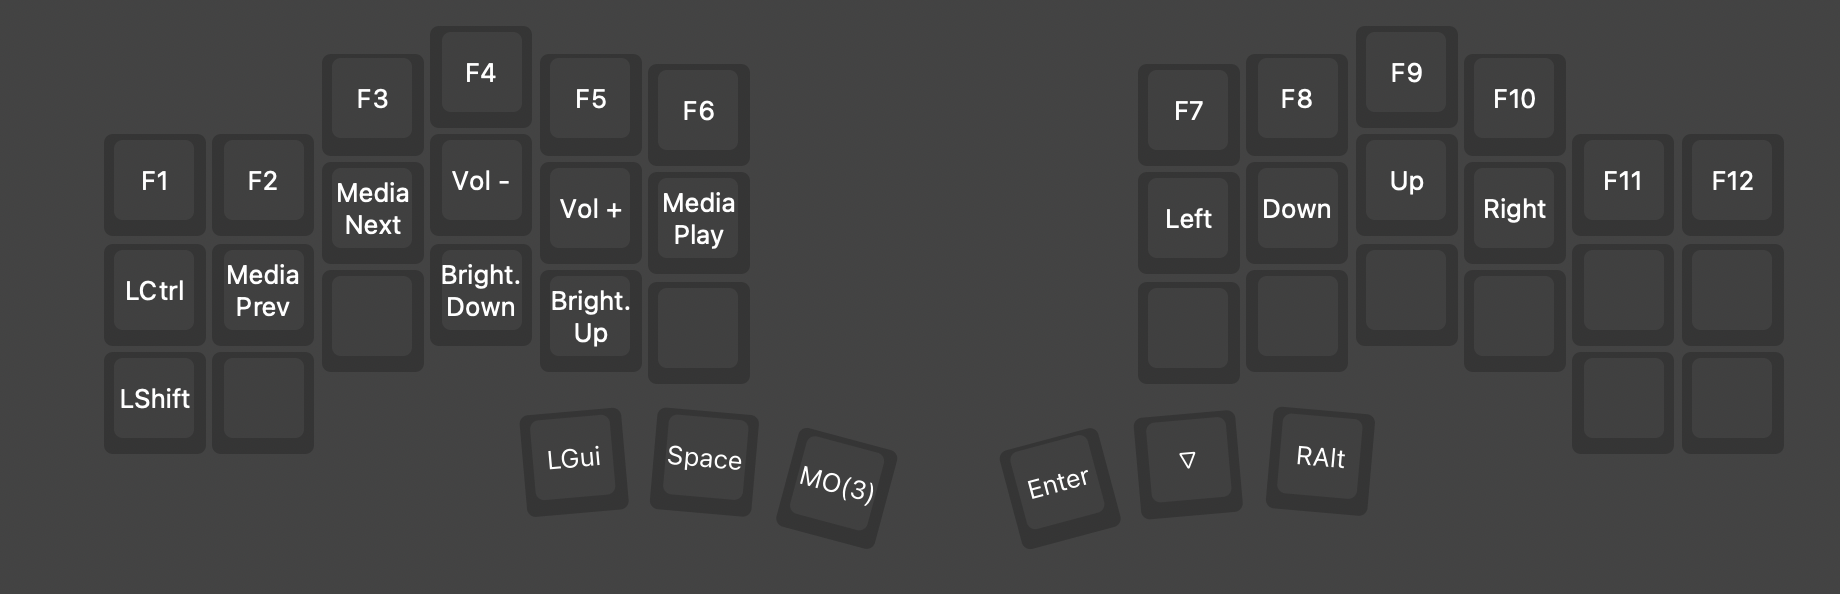 F1
F2
F3
F4
F5
F6
F7
F8
F9
F10
F11
F12
LCtrl
Media
Prev
Media
Next
Vol -
Vol +
Media
Play
Left
Down
Up
Right
LShift
Bright.
Down
Bright.
Up
LGui
Space
MO(3)
Enter
▽
RAlt